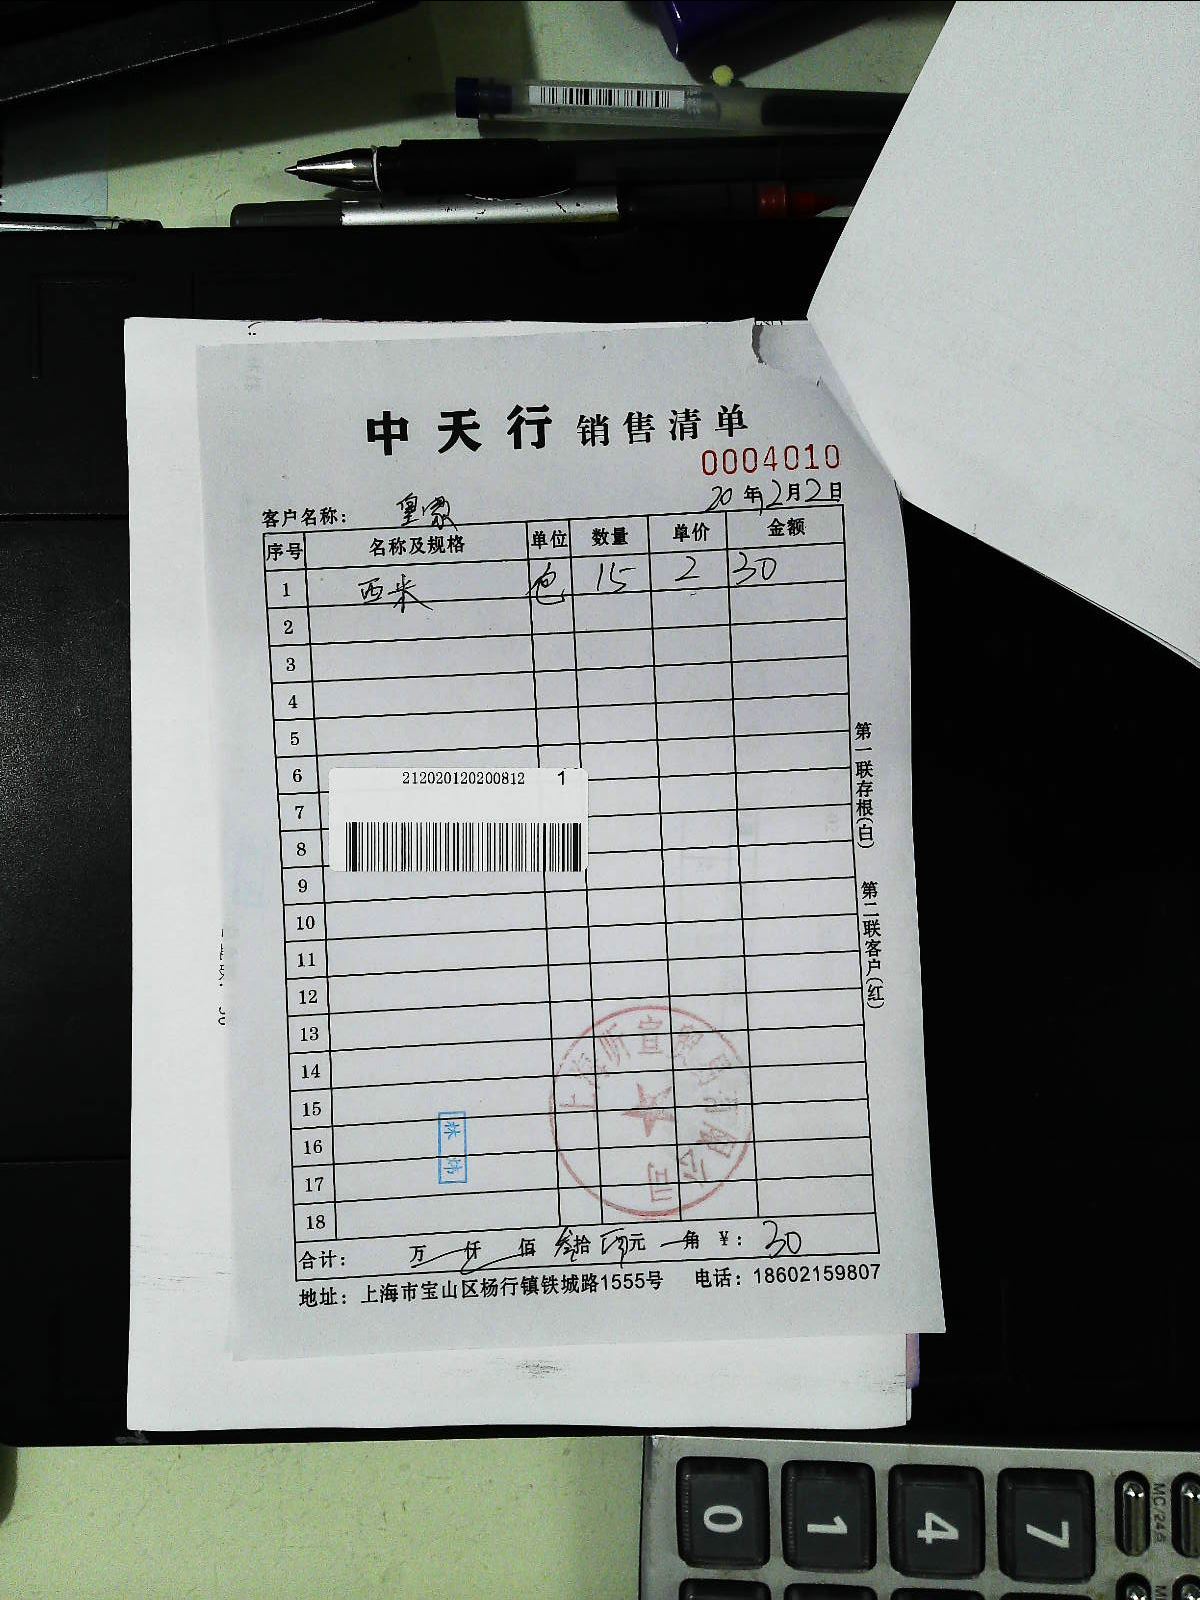 中天行 销售清单
0004010
20年2月2日
客户名称： 皇家
序号 名称及规格 单位 数量 单价 金额
1 西米 包 15 2 30
2
3
4
5
6
212020120200812 1
7
8
9
10
11
12
13
14
15
16
17
18
合计： 万 仟 佰 叁拾 元 角 ￥： 30
地址：上海市宝山区杨行镇铁城路1555号 电话：18602159807
第一联存根(白) 第二联客户(红)
0 1 4 7